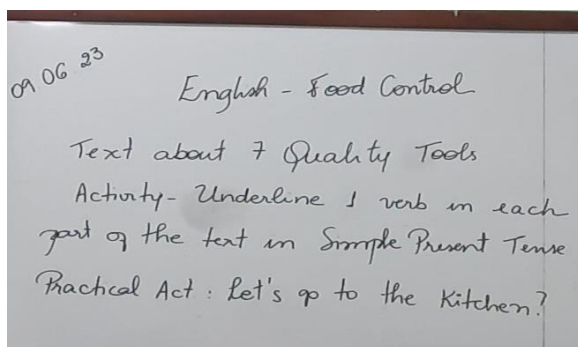 09 06 23
English - Food Control
Text about 7 Quality Tools
Activity - Underline 1 verb in each
part of the text in Simple Present Tense
Practical Act : Let's go to the Kitchen?